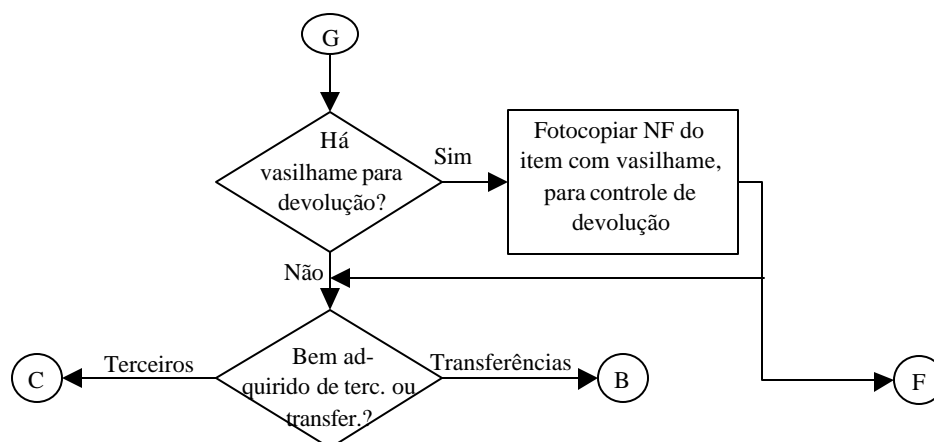 G
Há
vasilhame para
devolução?
Sim
Fotocopiar NF do
item com vasilhame,
para controle de
devolução
Não
C
Terceiros
Bem ad-
quirido de terc. ou
transfer.?
Transferências
B
F